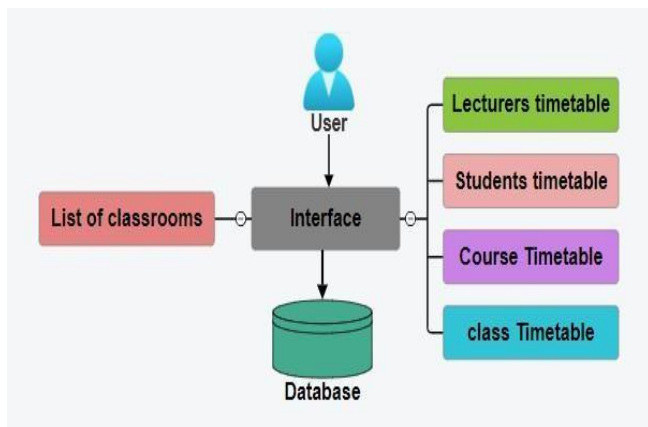 User
List of classrooms
Interface
Lecturers timetable
Students timetable
Course Timetable
class Timetable
Database